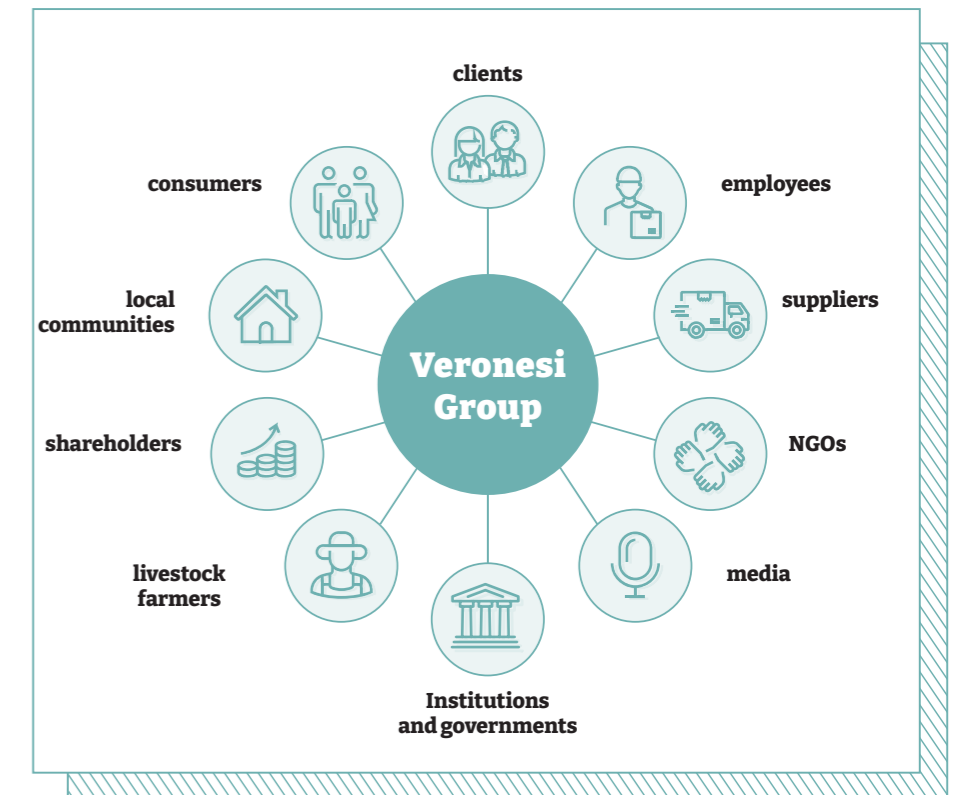 clients
consumers
employees
local
communities
suppliers
Veronesi
Group
shareholders
NGOs
livestock
farmers
media
Institutions
and governments